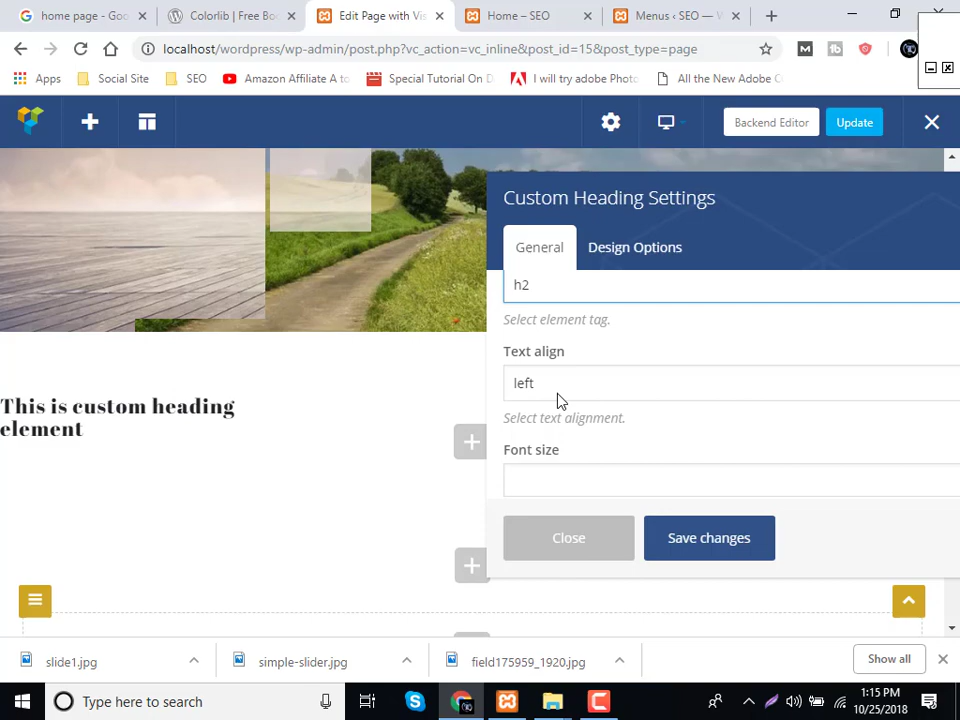 home page - Goo
Colorlib | Free Boo
Edit Page with Vis
Home – SEO
Menus ‹ SEO — W
localhost/wordpress/wp-admin/post.php?vc_action=vc_inline&post_id=15&post_type=page
Apps
Social Site
SEO
Amazon Affiliate A to
Special Tutorial On D
I will try adobe Photo
All the New Adobe C
Backend Editor
Update
Custom Heading Settings
General
Design Options
h2
Select element tag.
Text align
left
Select text alignment.
Font size
This is custom heading
element
Close
Save changes
slide1.jpg
simple-slider.jpg
field175959_1920.jpg
Show all
Type here to search
1:15 PM
10/25/2018